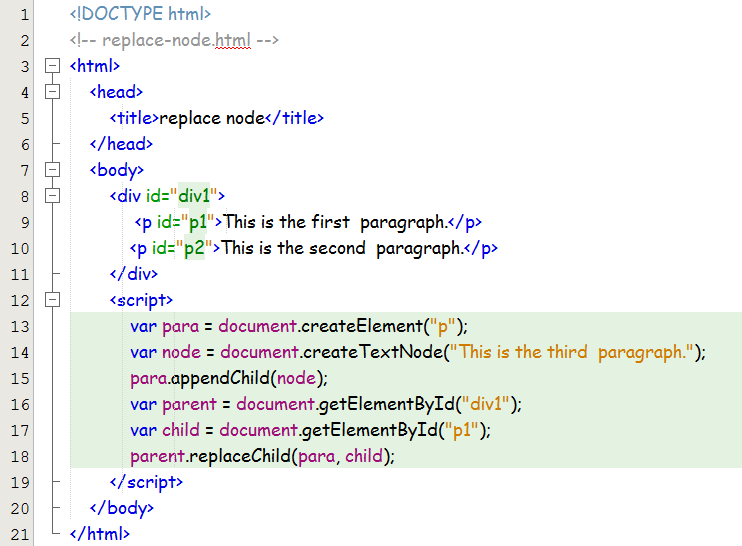 1 <!DOCTYPE html>
2 <!-- replace-node.html -->
3 <html>
4 <head>
5 <title>replace node</title>
6 </head>
7 <body>
8 <div id="div1">
9 <p id="p1">This is the first  paragraph.</p>
10 <p id="p2">This is the second  paragraph.</p>
11 </div>
12 <script>
13 var para = document.createElement("p");
14 var node = document.createTextNode("This is the third  paragraph.");
15 para.appendChild(node);
16 var parent = document.getElementById("div1");
17 var child = document.getElementById("p1");
18 parent.replaceChild(para, child);
19 </script>
20 </body>
21 </html>